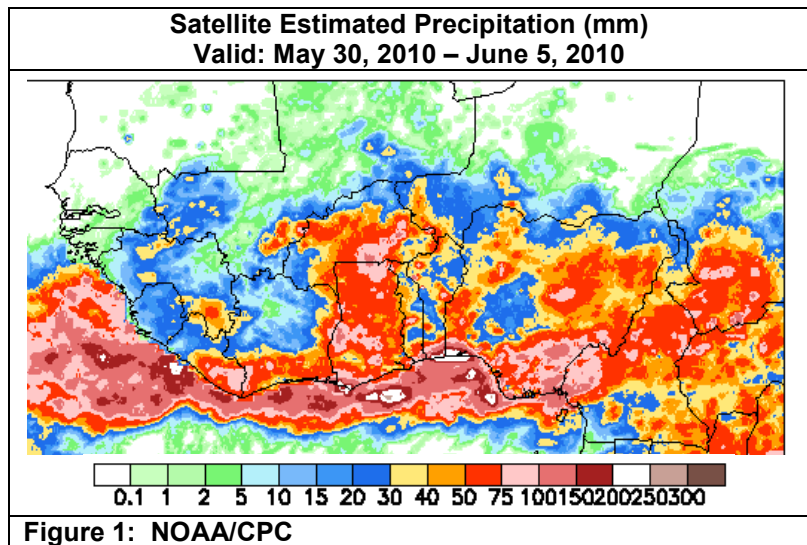 Satellite Estimated Precipitation (mm)
Valid: May 30, 2010 – June 5, 2010
0.1 1 2 5 10 15 20 30 40 50 75 100150200250300
Figure 1: NOAA/CPC